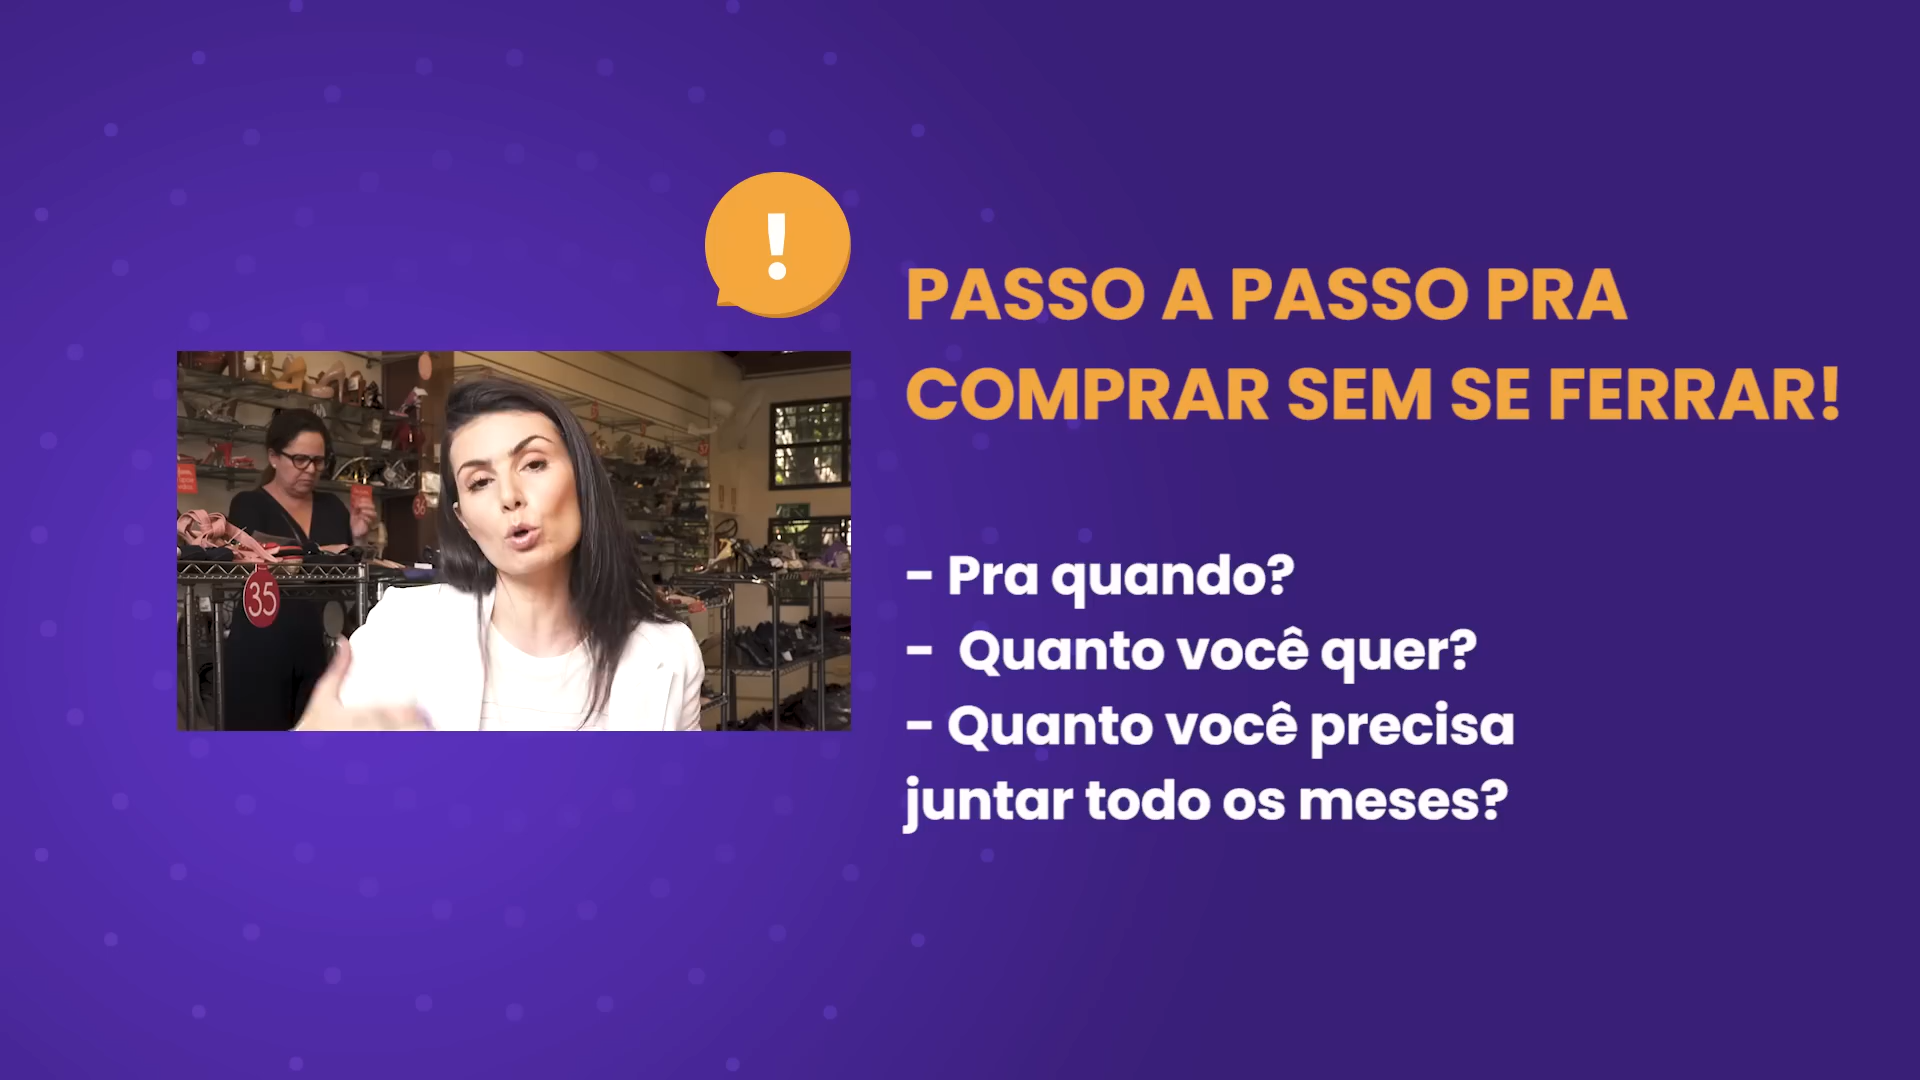 !
PASSO A PASSO PRA
COMPRAR SEM SE FERRAR!
- Pra quando?
- Quanto você quer?
- Quanto você precisa
juntar todo os meses?
35
36